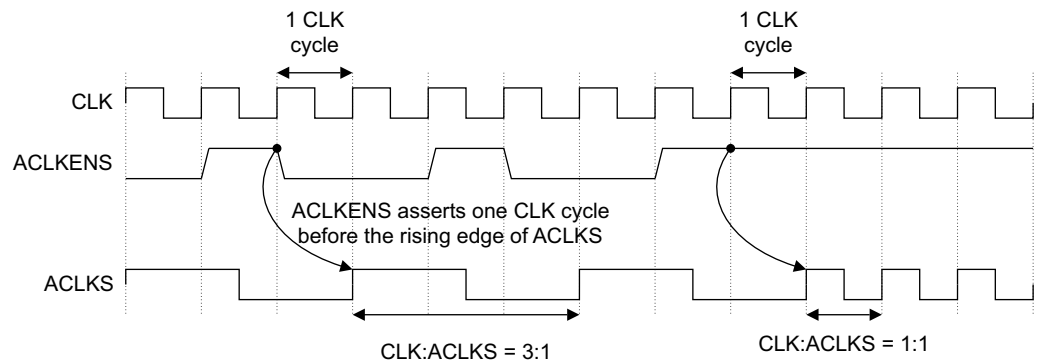 1 CLK
cycle
1 CLK
cycle
CLK
ACLKENS
ACLKENS asserts one CLK cycle
before the rising edge of ACLKS
ACLKS
CLK:ACLKS = 3:1
CLK:ACLKS = 1:1